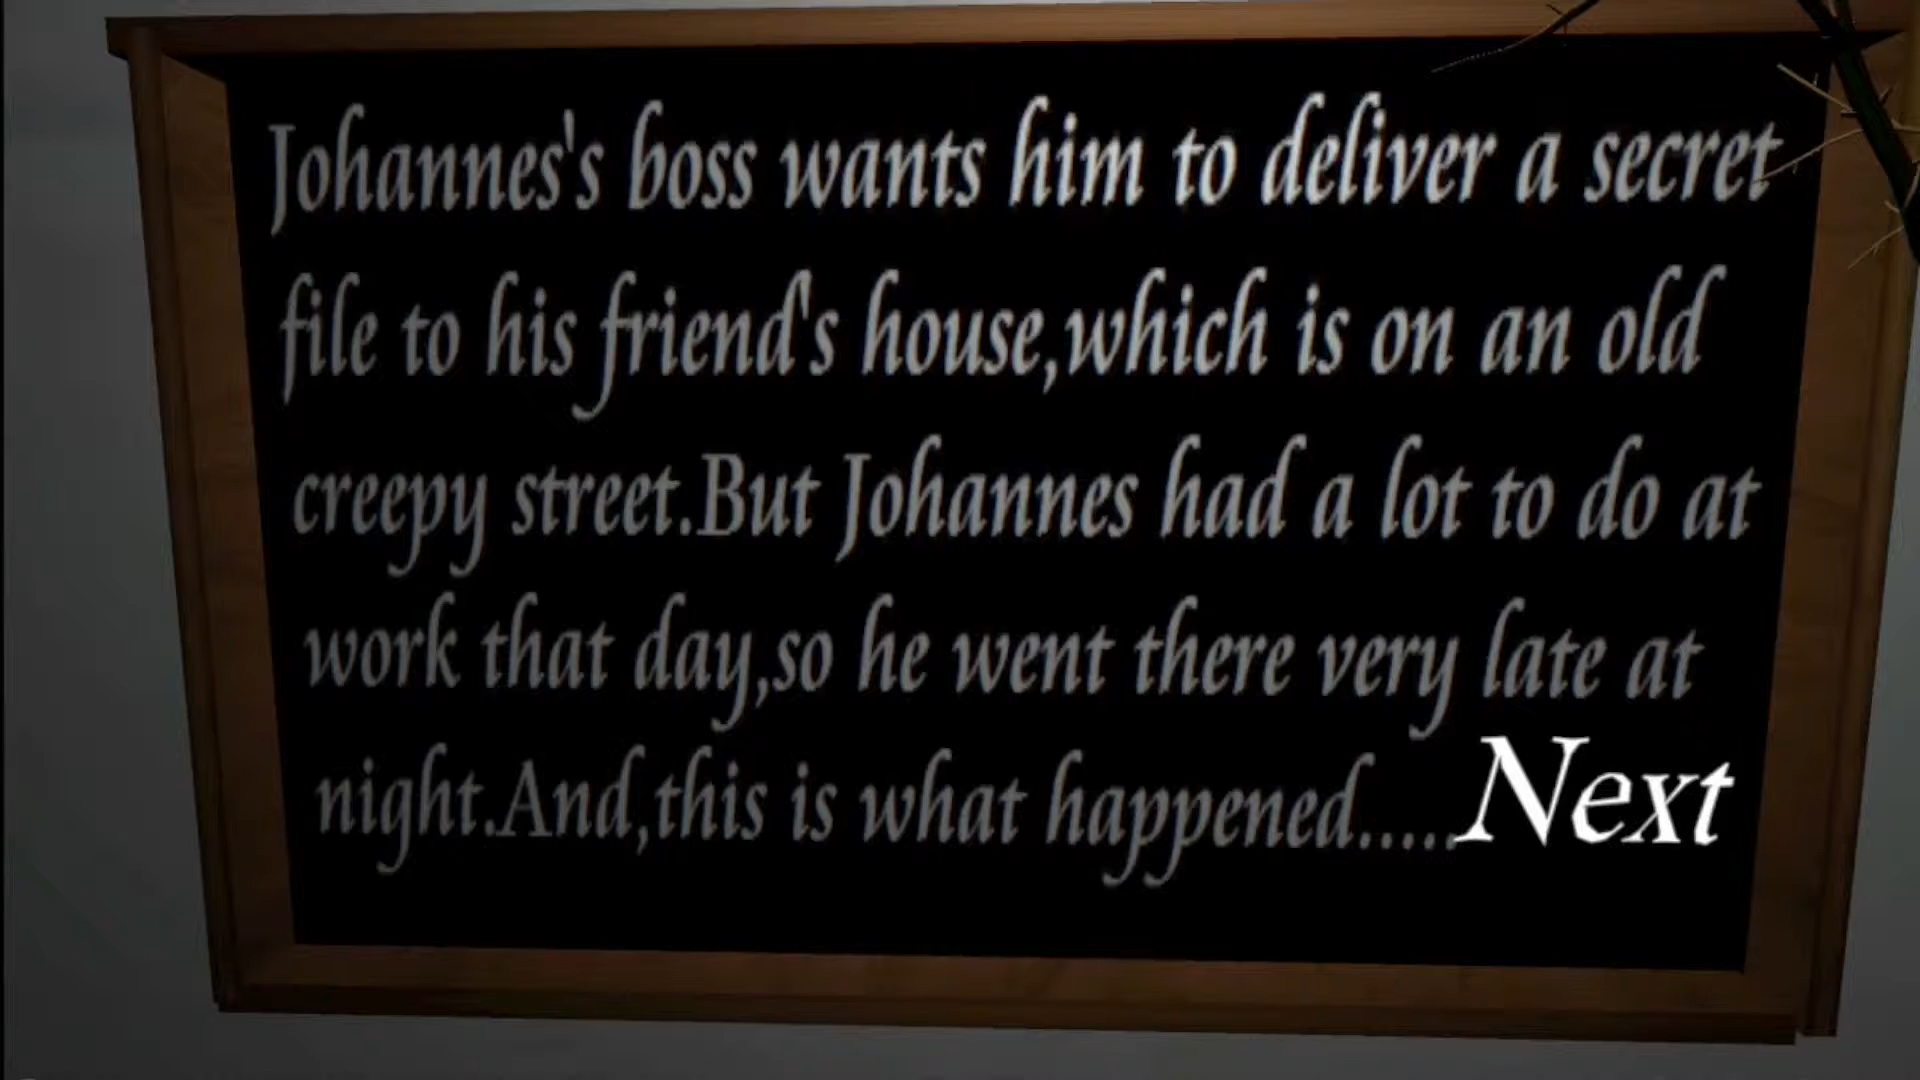 Johannes's boss wants him to deliver a secret
file to his friend's house,which is on an old
creepy street.But Johannes had a lot to do at
work that day,so he went there very late at
night.And,this is what happened..... Next